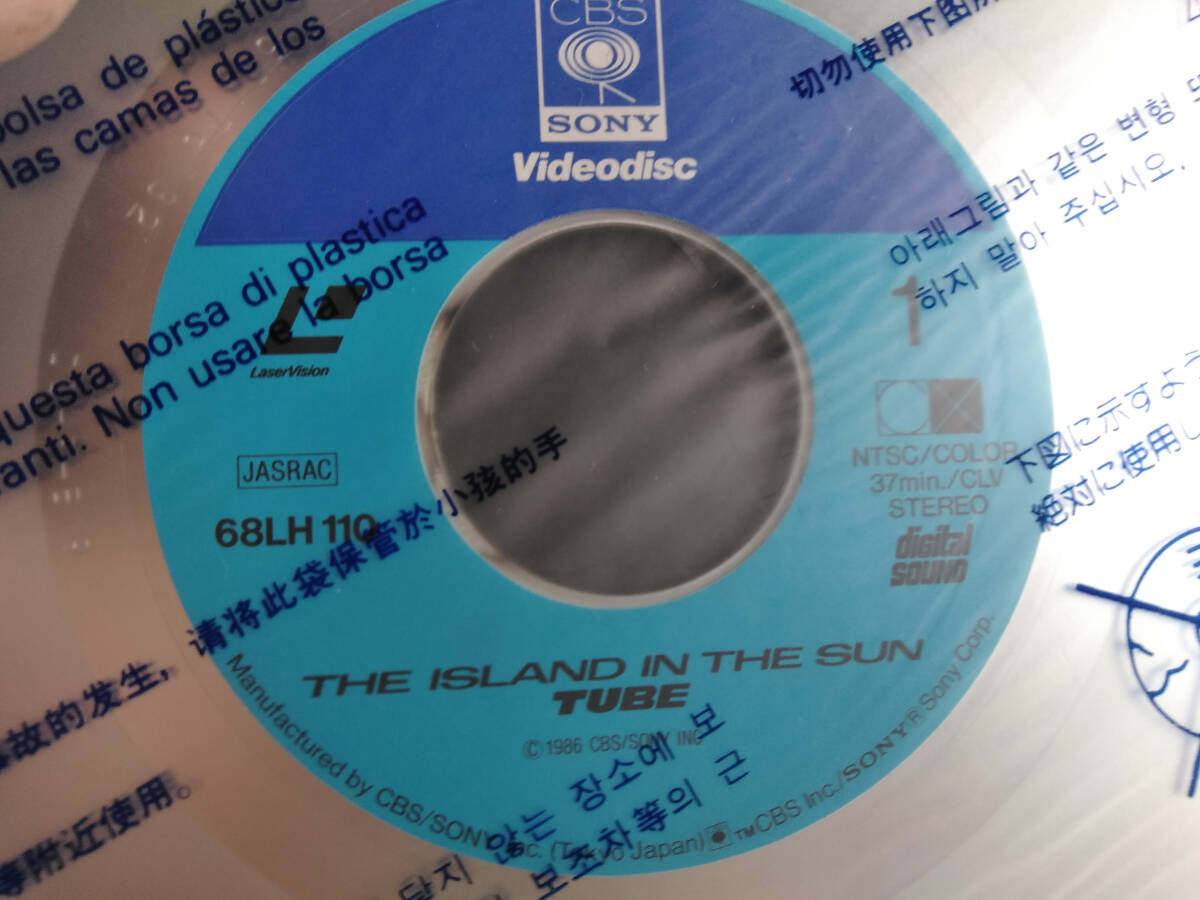 bolsa de plástico
las camas de los
questa borsa di plastica
anti. Non usare la borsa
CBS
SONY
Videodisc
切勿使用下图所
아래그림과 같은 변형
하지 말아 주십시오.
LaserVision
1
JASRAC
68LH 110
NTSC/COLOR
37min./CLV
STEREO
digital
sound
下図に示すよう
絶対に使用し
故的发生, 请将此袋保管於小孩的手
等附近使用。
THE ISLAND IN THE SUN
TUBE
©1986 CBS/SONY INC
않는 장소에 보
닿지
보조차등의 근
Manufactured by CBS/SONY Inc. (Tokyo Japan) ™CBS Inc./SONY® Sony Corp.